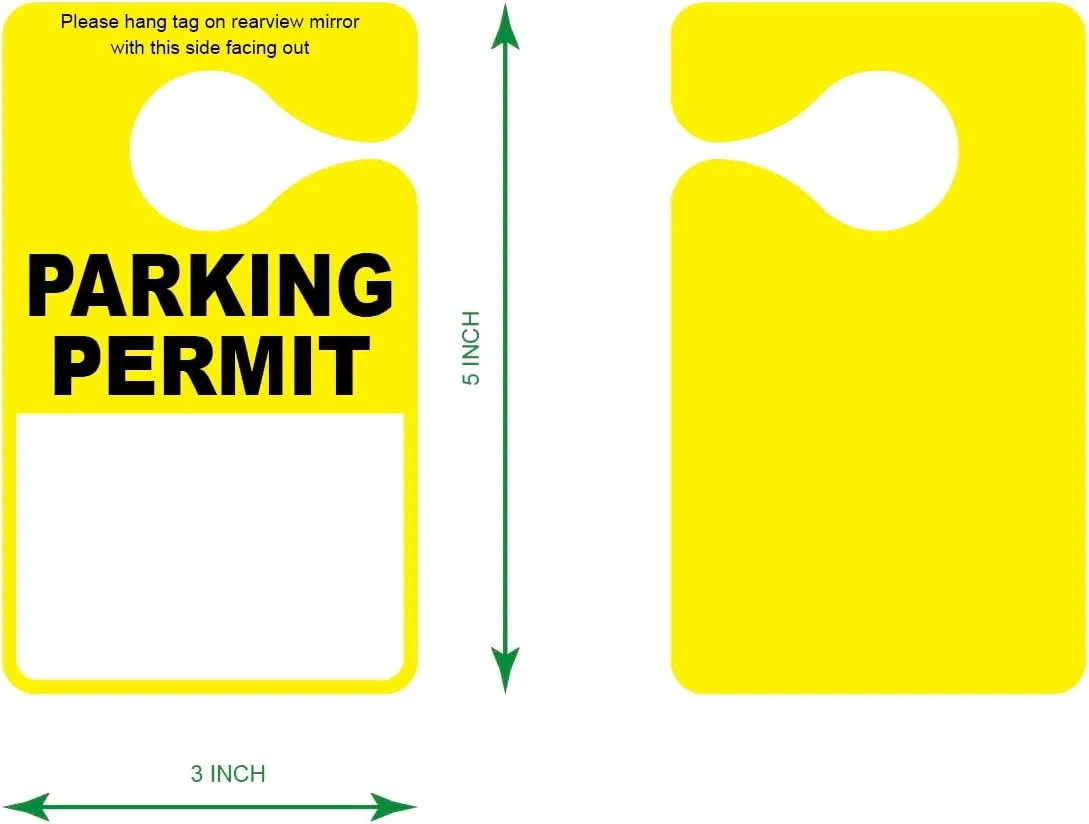 Please hang tag on rearview mirror
with this side facing out
PARKING
PERMIT
5 INCH
3 INCH